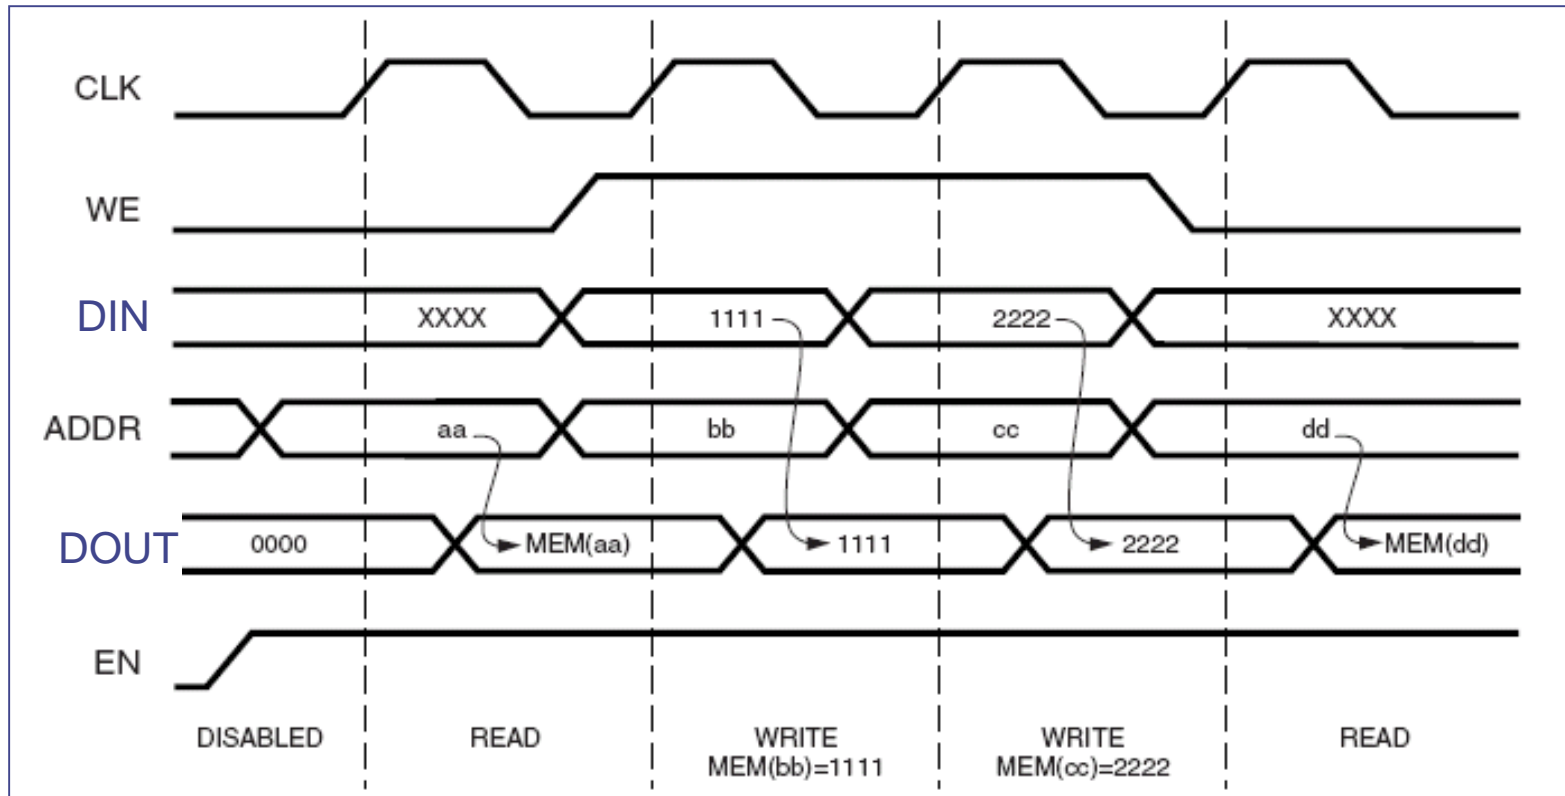 CLK
WE
DIN XXXX 1111 2222 XXXX
ADDR aa bb cc dd
DOUT 0000 MEM(aa) 1111 2222 MEM(dd)
EN
DISABLED READ WRITE WRITE READ
MEM(bb)=1111 MEM(cc)=2222